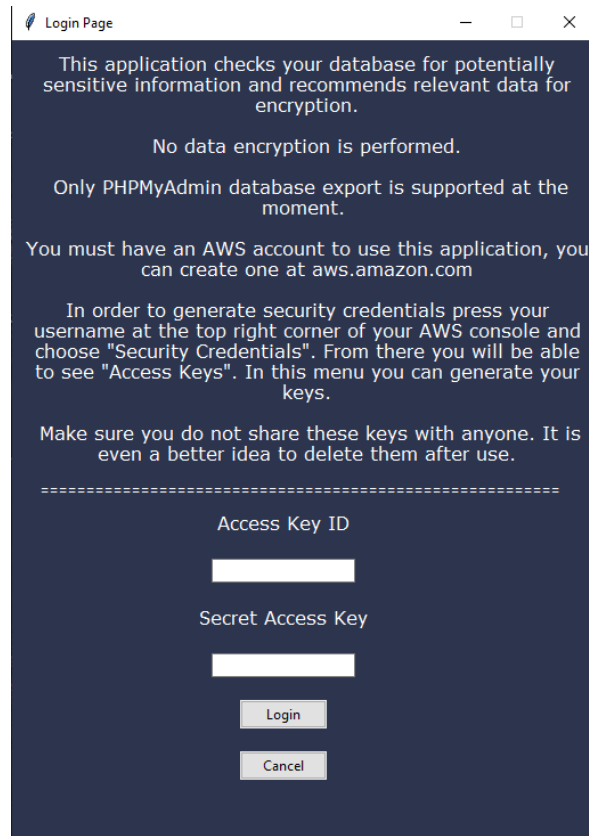 Login Page
This application checks your database for potentially
sensitive information and recommends relevant data for
encryption.
No data encryption is performed.
Only PHPMyAdmin database export is supported at the
moment.
You must have an AWS account to use this application, you
can create one at aws.amazon.com
In order to generate security credentials press your
username at the top right corner of your AWS console and
choose "Security Credentials". From there you will be able
to see "Access Keys". In this menu you can generate your
keys.
Make sure you do not share these keys with anyone. It is
even a better idea to delete them after use.
=========================================================
Access Key ID
Secret Access Key
Login
Cancel